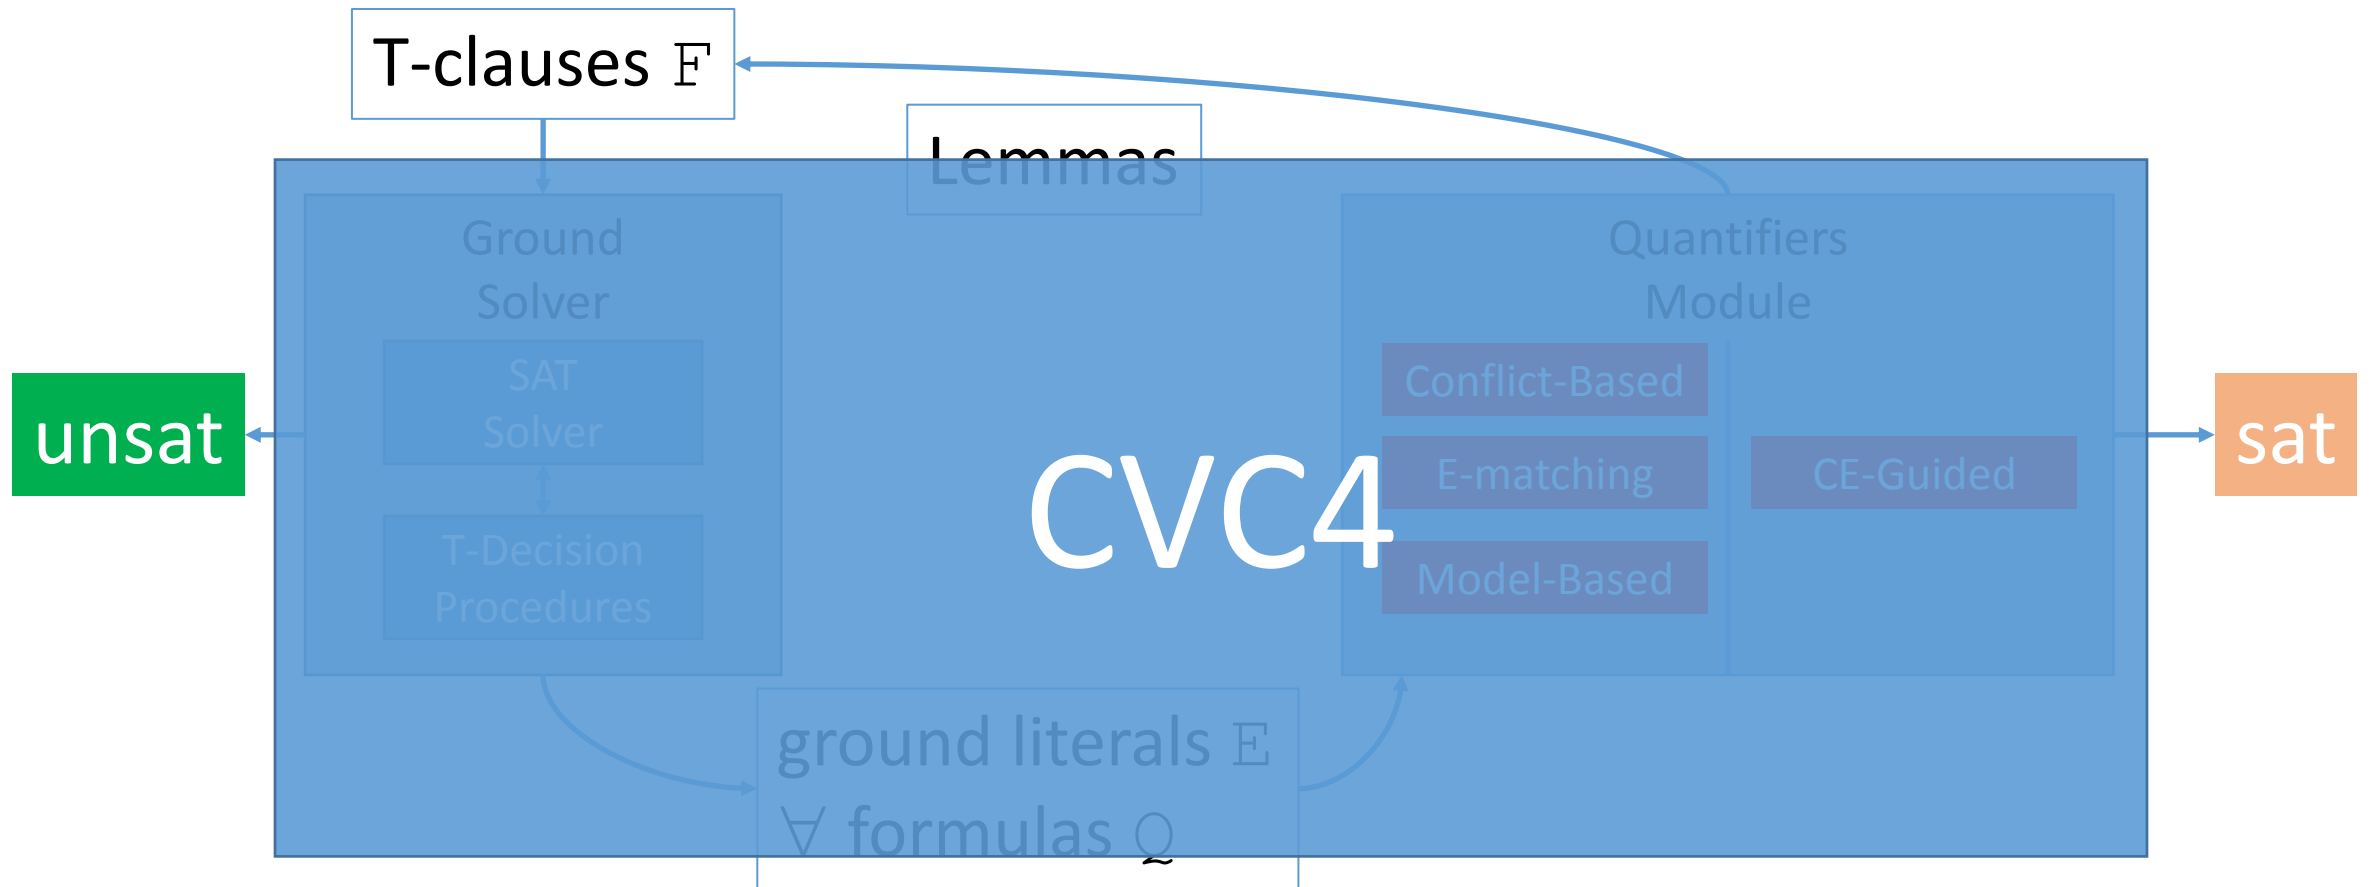 T-clauses F
Lemmas
Ground
Solver
SAT
Solver
T-Decision
Procedures
unsat
CVC4
Quantifiers
Module
Conflict-Based
E-matching
CE-Guided
Model-Based
sat
ground literals E
∀ formulas Q